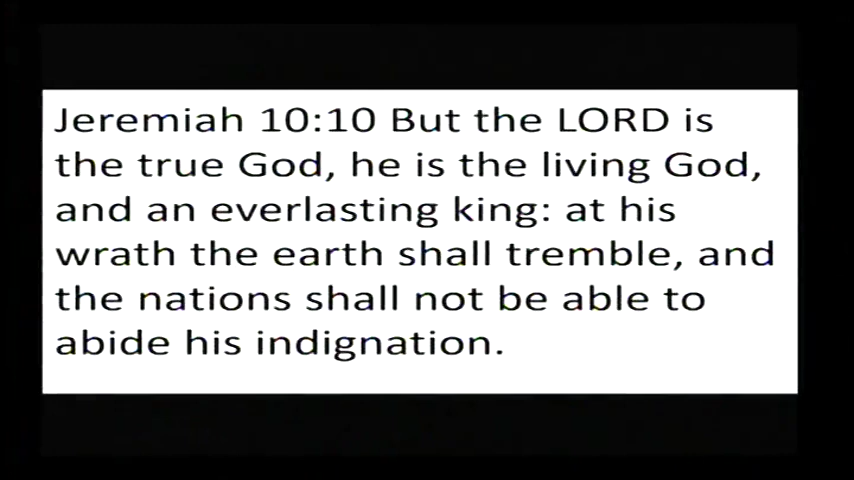 Jeremiah 10:10 But the LORD is
the true God, he is the living God,
and an everlasting king: at his
wrath the earth shall tremble, and
the nations shall not be able to
abide his indignation.